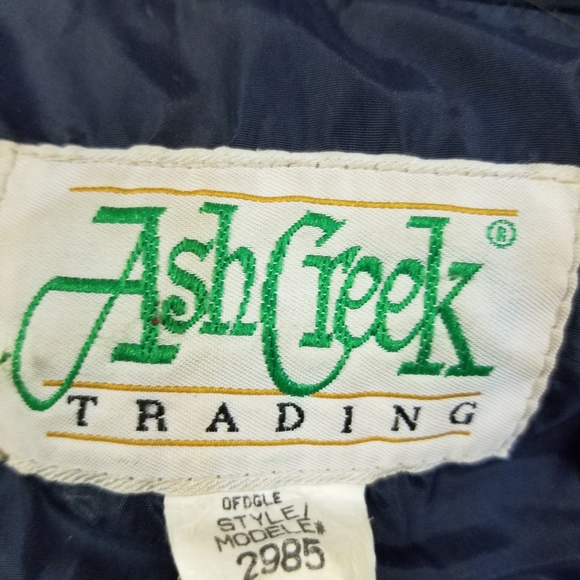 AshCreek®
TRADING
OFDGLE
STYLE/
MODELE#
2985